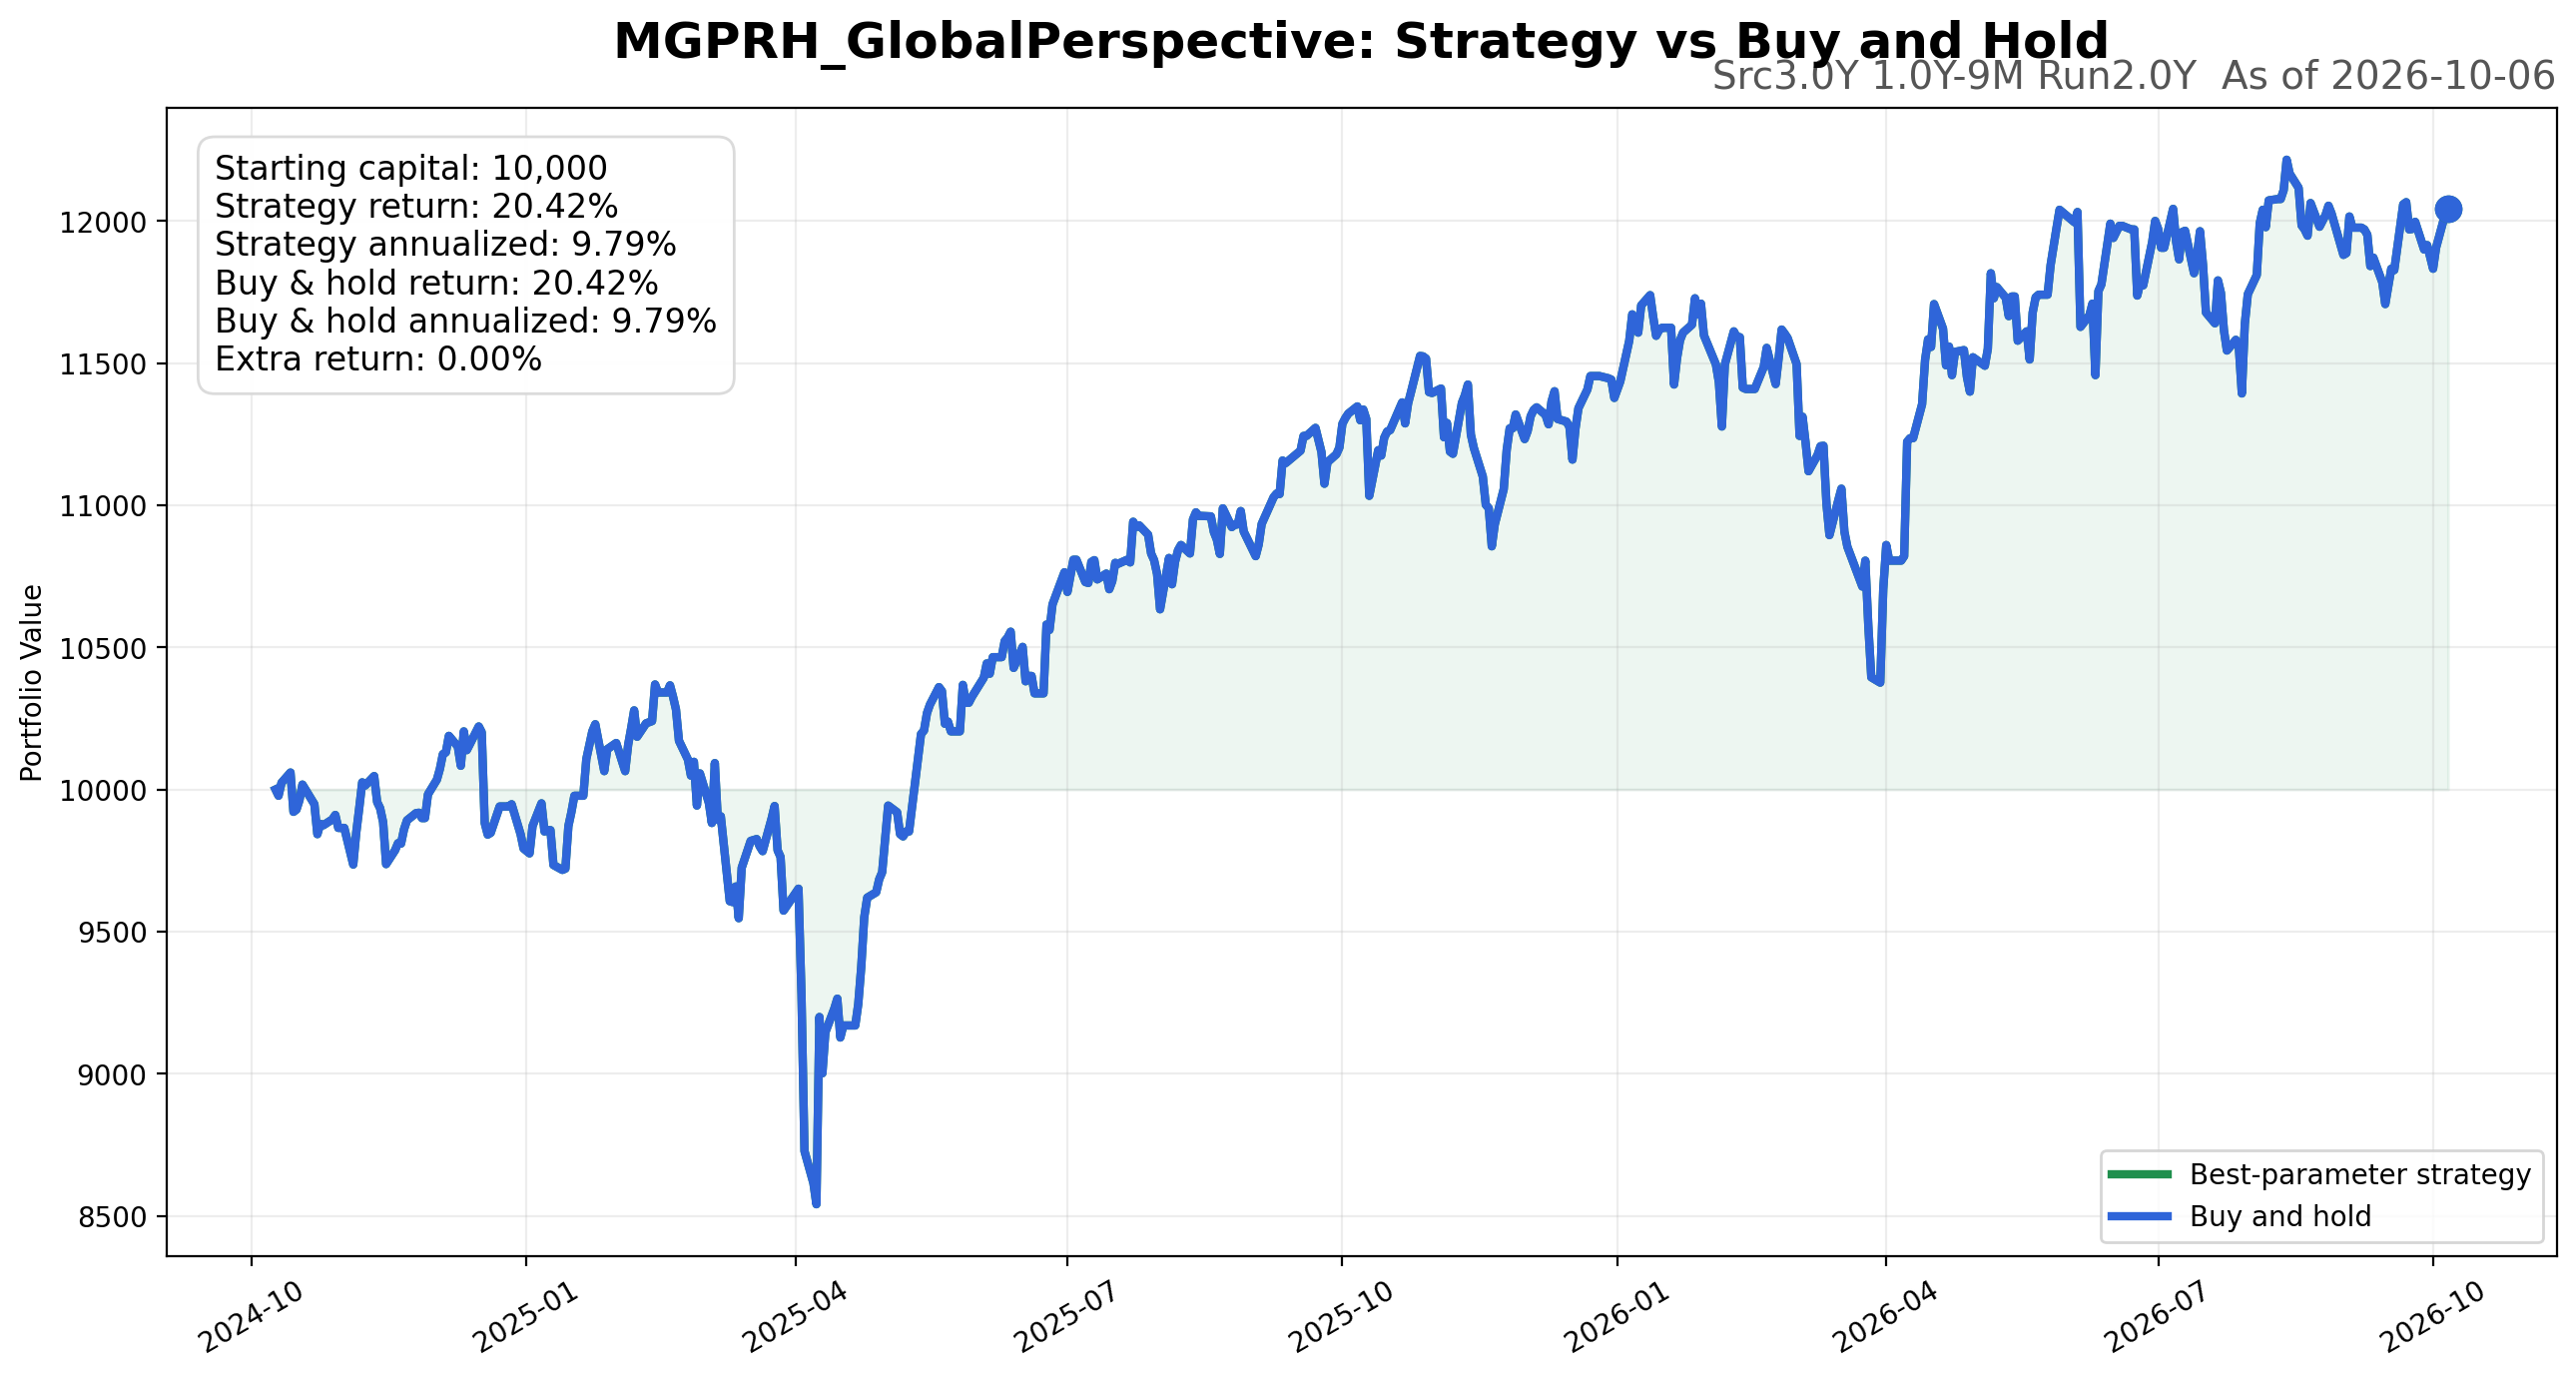 MGPRH_GlobalPerspective: Strategy vs Buy and Hold
Src3.0Y 1.0Y-9M Run2.0Y  As of 2026-10-06
Starting capital: 10,000
Strategy return: 20.42%
Strategy annualized: 9.79%
Buy & hold return: 20.42%
Buy & hold annualized: 9.79%
Extra return: 0.00%
Portfolio Value
12000
11500
11000
10500
10000
9500
9000
8500
Best-parameter strategy
Buy and hold
2024-10
2025-01
2025-04
2025-07
2025-10
2026-01
2026-04
2026-07
2026-10